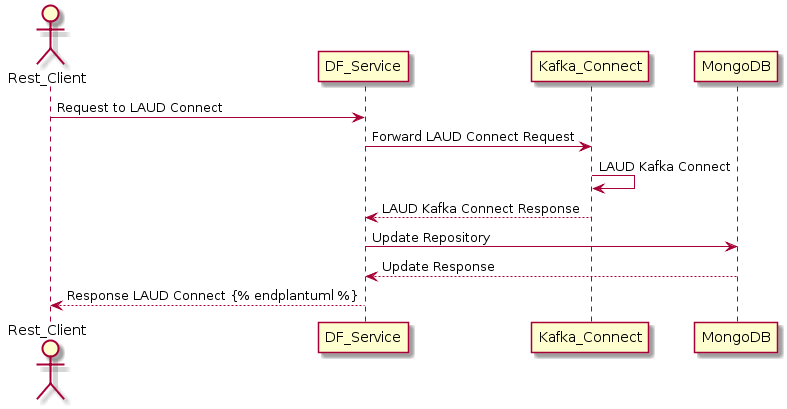 Rest_Client
DF_Service
Kafka_Connect
MongoDB
Request to LAUD Connect
Forward LAUD Connect Request
LAUD Kafka Connect
LAUD Kafka Connect Response
Update Repository
Update Response
Response LAUD Connect {% endplantuml %}
Rest_Client
DF_Service
Kafka_Connect
MongoDB